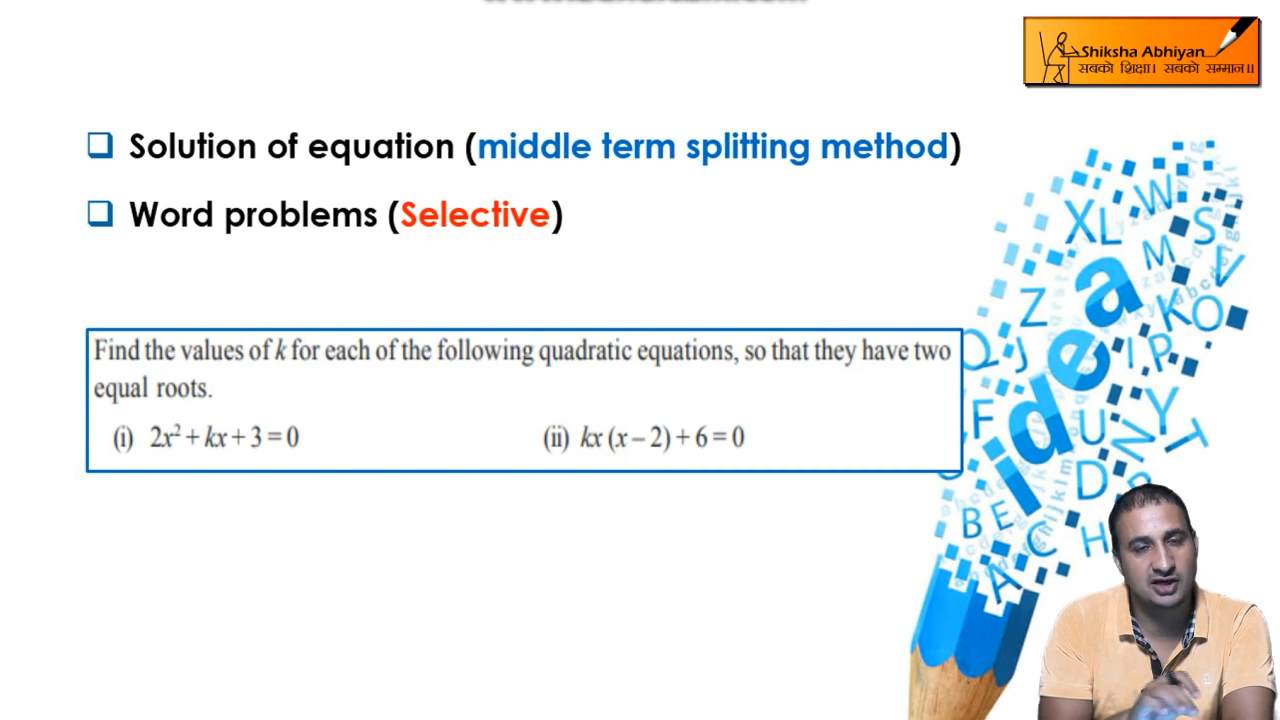 Shiksha Abhiyan
सबको शिक्षा। सबको सम्मान॥
Solution of equation (middle term splitting method)
Word problems (Selective)
Find the values of k for each of the following quadratic equations, so that they have two
equal roots.
(i) 2x² + kx + 3 = 0 (ii) kx (x – 2) + 6 = 0
idea